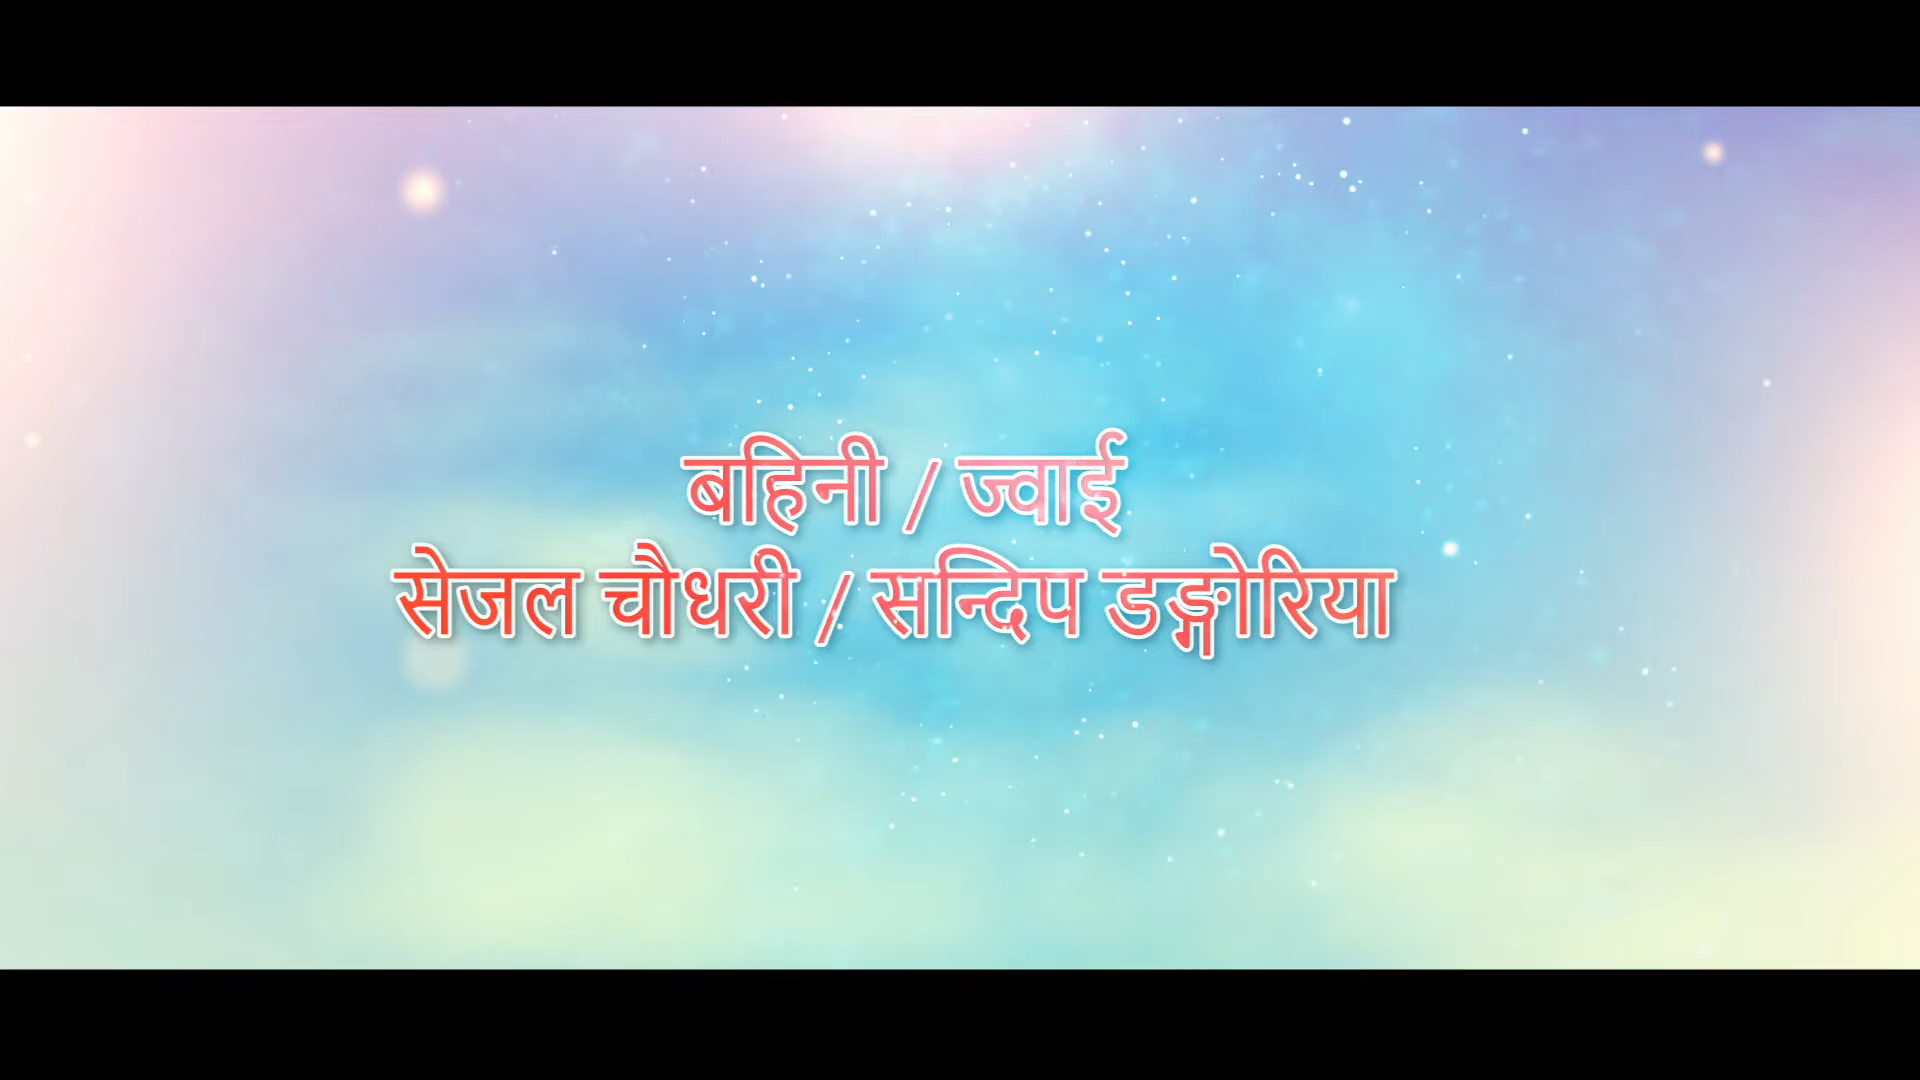 बहिनी / ज्वाई
सेजल चौधरी / सन्दिप डङ्गोरिया